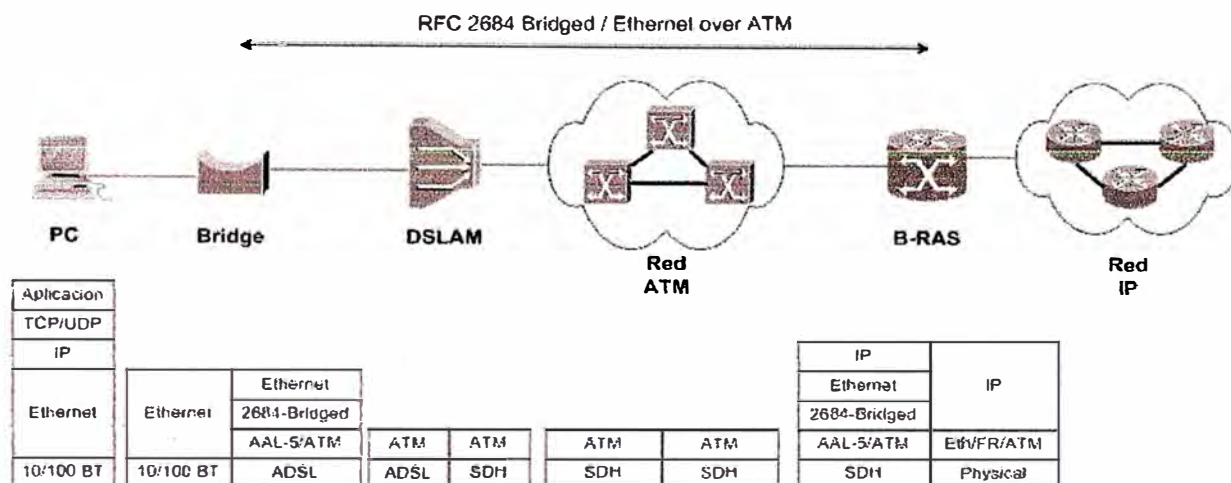 RFC 2684 Bridged / Ethernet over ATM
PC
Bridge
DSLAM
Red
ATM
B-RAS
Red
IP
Aplicacion
TCP/UDP
IP
Ethernet
10/100 BT
Ethernet
10/100 BT
Ethernet
2684-Bridged
AAL-5/ATM
ADSL
ATM
ADSL
ATM
SDH
ATM
SDH
ATM
SDH
IP
Ethernet
2684-Bridged
AAL-5/ATM
SDH
IP
Eth/FR/ATM
Physical